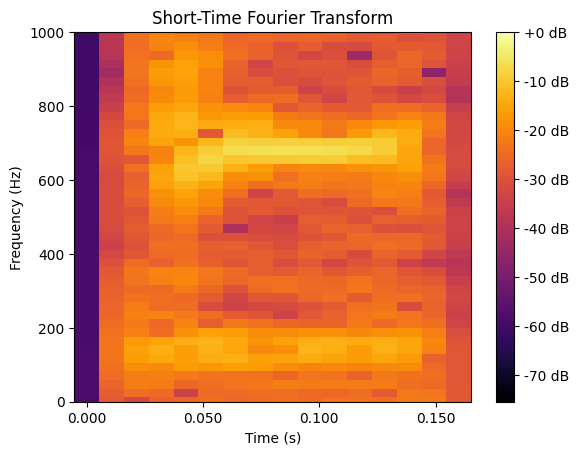 Short-Time Fourier Transform
1000
800
600
400
200
0
Frequency (Hz)
0.000
0.050
0.100
0.150
Time (s)
+0 dB
-10 dB
-20 dB
-30 dB
-40 dB
-50 dB
-60 dB
-70 dB